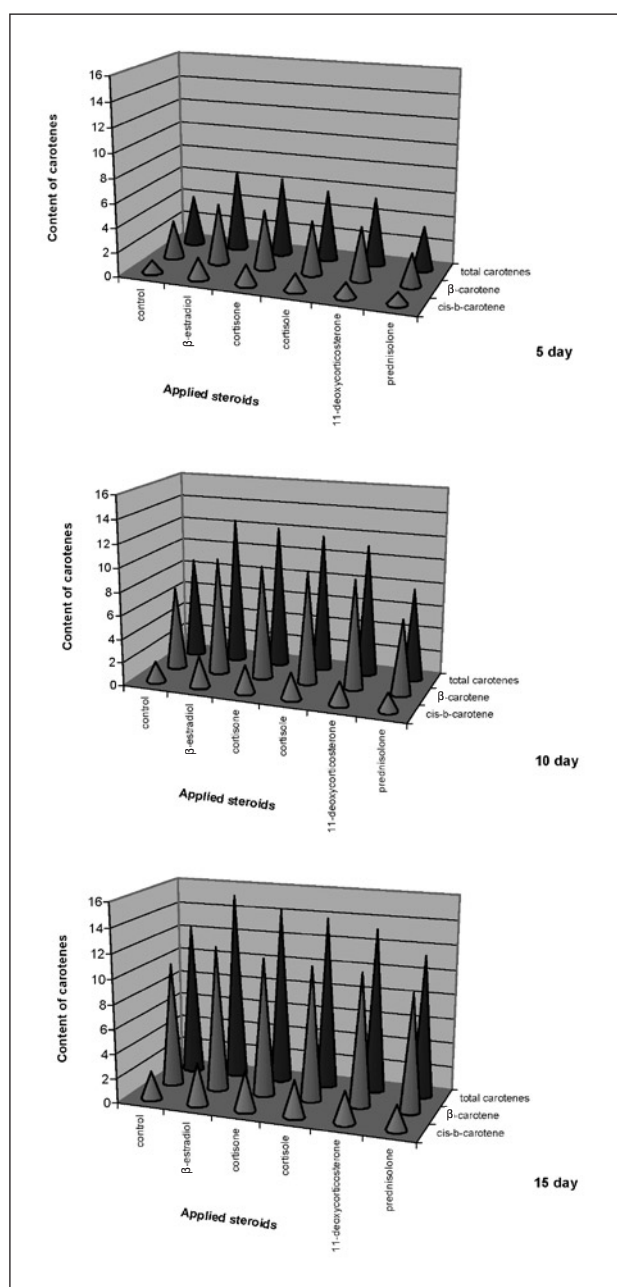 16
14
12
10
8
6
4
2
0
Content of carotenes
control
β-estradiol
cortisone
cortisole
11-deoxycorticosterone
prednisolone
total carotenes
β-carotene
cis-b-carotene
Applied steroids
5 day
16
14
12
10
8
6
4
2
0
Content of carotenes
control
β-estradiol
cortisone
cortisole
11-deoxycorticosterone
prednisolone
total carotenes
β-carotene
cis-b-carotene
Applied steroids
10 day
16
14
12
10
8
6
4
2
0
Content of carotenes
control
β-estradiol
cortisone
cortisole
11-deoxycorticosterone
prednisolone
total carotenes
β-carotene
cis-b-carotene
Applied steroids
15 day